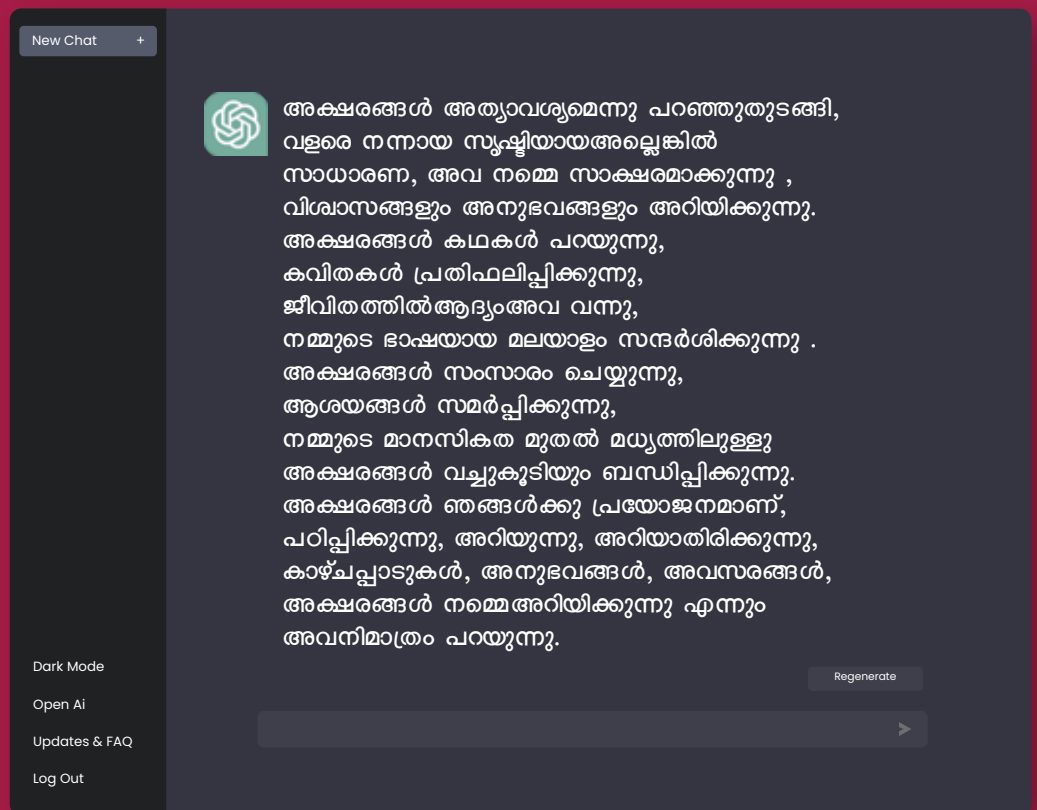 New Chat +
അക്ഷരങ്ങൾ അത്യാവശ്യമെന്നു പറഞ്ഞുതുടങ്ങി,
വളരെ നന്നായ സൃഷ്ടിയായഅല്ലെങ്കിൽ
സാധാരണ, അവ നമ്മെ സാക്ഷരമാക്കുന്നു ,
വിശ്വാസങ്ങളും അനുഭവങ്ങളും അറിയിക്കുന്നു.
അക്ഷരങ്ങൾ കഥകൾ പറയുന്നു,
കവിതകൾ പ്രതിഫലിപ്പിക്കുന്നു,
ജീവിതത്തിൽആദ്യംഅവ വന്നു,
നമ്മുടെ ഭാഷയായ മലയാളം സന്ദർശിക്കുന്നു .
അക്ഷരങ്ങൾ സംസാരം ചെയ്യുന്നു,
ആശയങ്ങൾ സമർപ്പിക്കുന്നു,
നമ്മുടെ മാനസികത മുതൽ മധ്യത്തിലുള്ളു
അക്ഷരങ്ങൾ വച്ചുകൂടിയും ബന്ധിപ്പിക്കുന്നു.
അക്ഷരങ്ങൾ ഞങ്ങൾക്കു പ്രയോജനമാണ്,
പഠിപ്പിക്കുന്നു, അറിയുന്നു, അറിയാതിരിക്കുന്നു,
കാഴ്ചപ്പാടുകൾ, അനുഭവങ്ങൾ, അവസരങ്ങൾ,
അക്ഷരങ്ങൾ നമ്മെഅറിയിക്കുന്നു എന്നും
അവനിമാത്രം പറയുന്നു.
Regenerate
Dark Mode
Open Ai
Updates & FAQ
Log Out